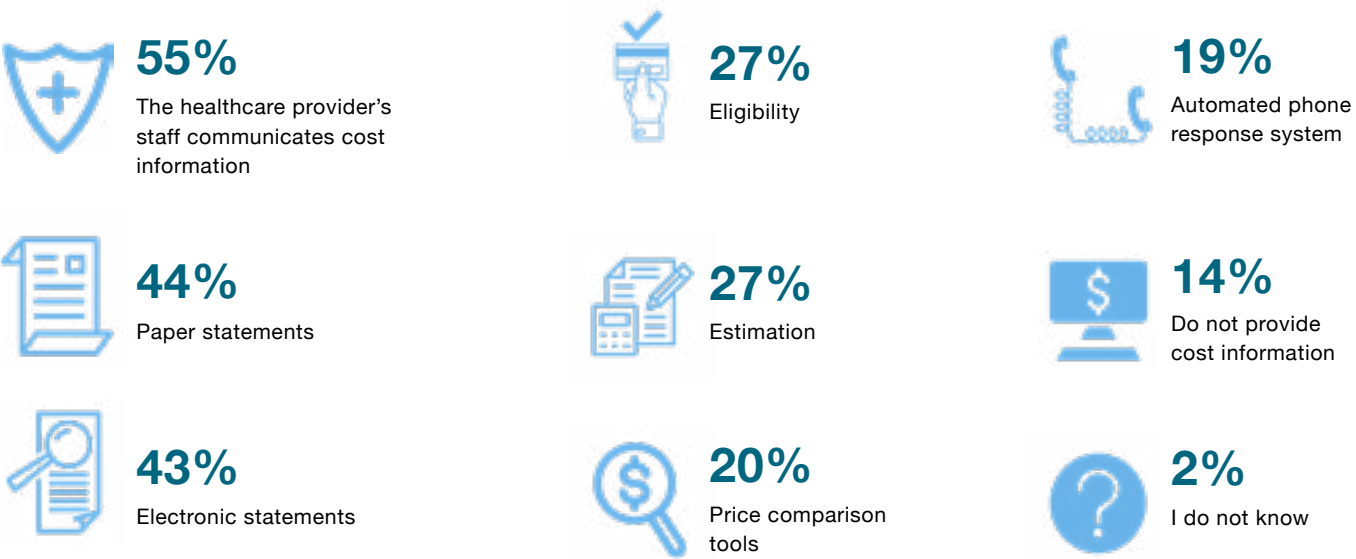 55%
The healthcare provider's
staff communicates cost
information
44%
Paper statements
43%
Electronic statements
27%
Eligibility
27%
Estimation
20%
Price comparison
tools
19%
Automated phone
response system
$
14%
Do not provide
cost information
2%
I do not know